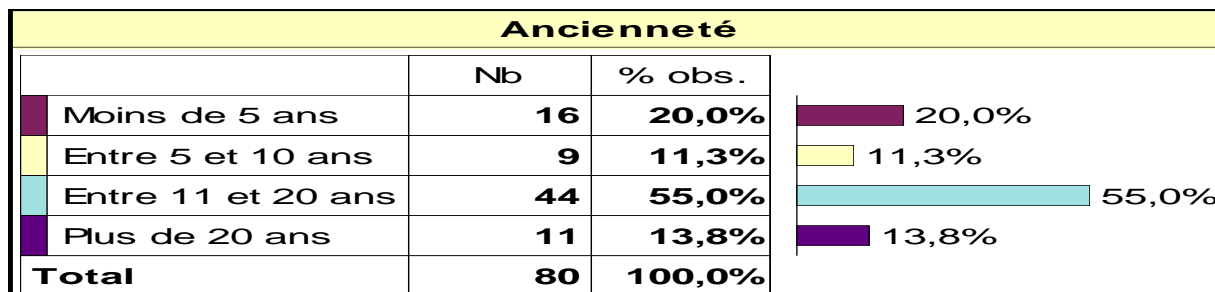 Ancienneté
Nb % obs.
Moins de 5 ans 16 20,0% 20,0%
Entre 5 et 10 ans 9 11,3% 11,3%
Entre 11 et 20 ans 44 55,0% 55,0%
Plus de 20 ans 11 13,8% 13,8%
Total 80 100,0%